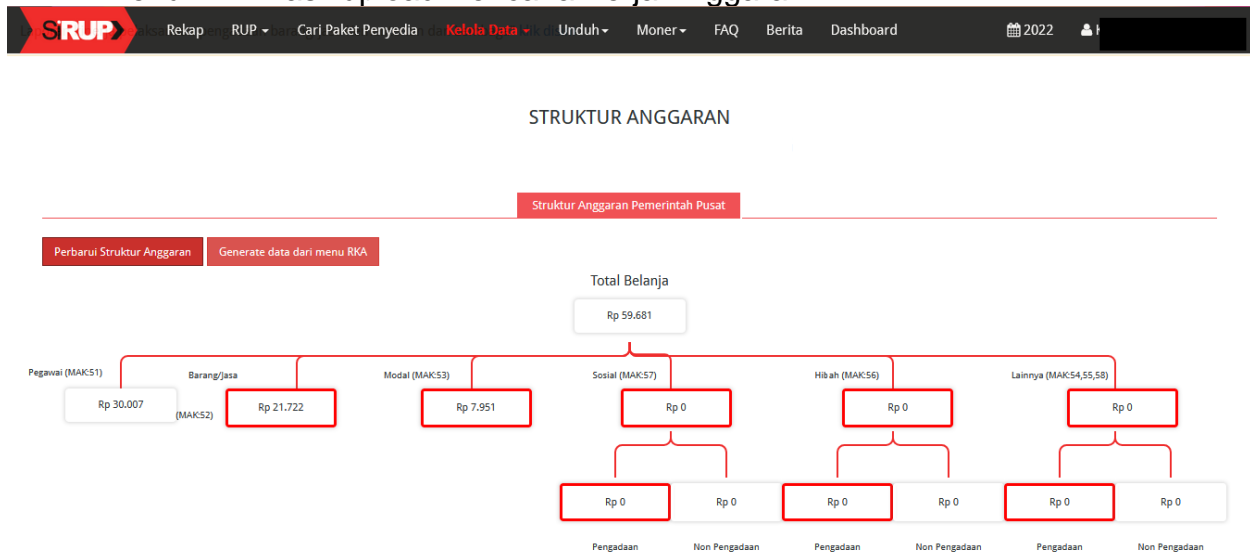 SiRUP Rekap RUP Cari Paket Penyedia Kelola Data Unduh Moner FAQ Berita Dashboard 2022
STRUKTUR ANGGARAN
Struktur Anggaran Pemerintah Pusat
Perbarui Struktur Anggaran Generate data dari menu RKA
Total Belanja
Rp 59.681
Pegawai (MAK:51) Barang/Jasa Modal (MAK:53) Sosial (MAK:57) Hibah (MAK:56) Lainnya (MAK:54,55,58)
Rp 30.007 (MAK:52) Rp 21.722 Rp 7.951 Rp 0 Rp 0 Rp 0
Rp 0 Rp 0 Rp 0 Rp 0 Rp 0 Rp 0
Pengadaan Non Pengadaan Pengadaan Non Pengadaan Pengadaan Non Pengadaan